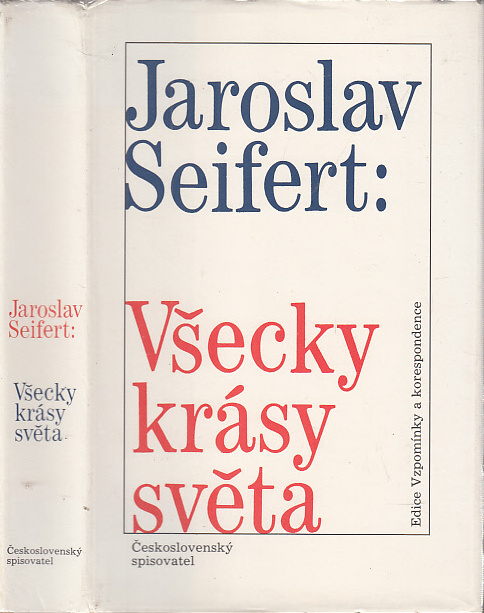 Jaroslav
Seifert:
Všecky
krásy
světa
Československý
spisovatel
Jaroslav
Seifert:
Všecky
krásy
světa
Edice Vzpomínky a korespondence
Československý
spisovatel